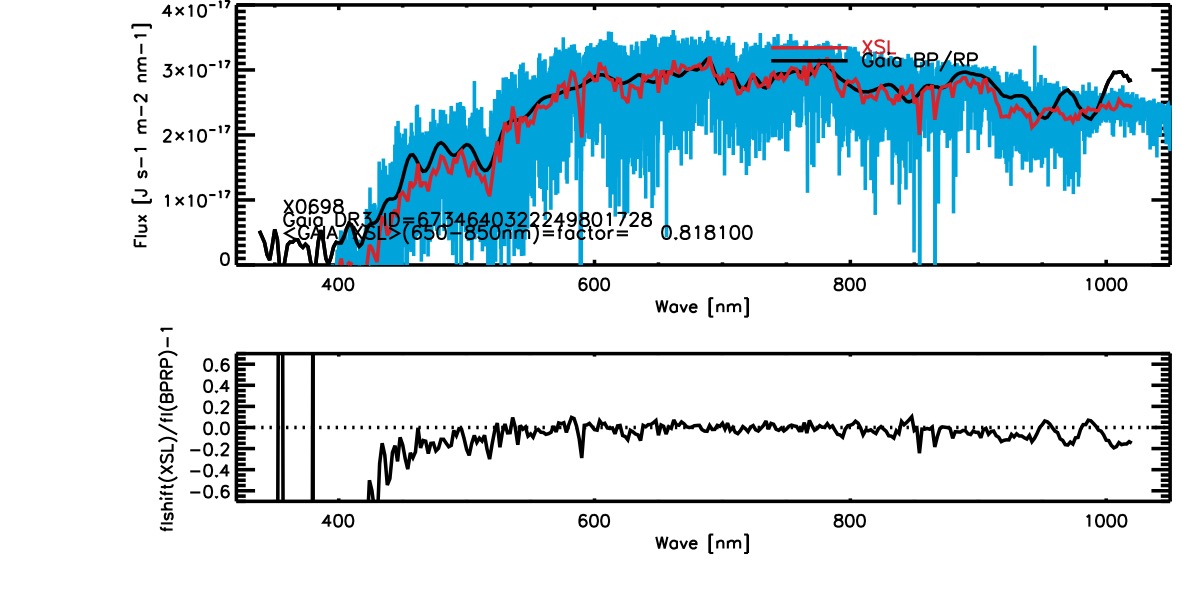 4×10⁻¹⁷
3×10⁻¹⁷
2×10⁻¹⁷
1×10⁻¹⁷
0
Flux [J s−1 m−2 nm−1]
XSL
Gaia BP/RP
X0698
Gaia DR3 ID=6734640322249801728
<GAIA/XSL>(650−850nm)=factor= 0.818100
400 600 800 1000
Wave [nm]
flshift(XSL)/fl(BPRP)−1
0.6
0.4
0.2
0.0
−0.2
−0.4
−0.6
400 600 800 1000
Wave [nm]